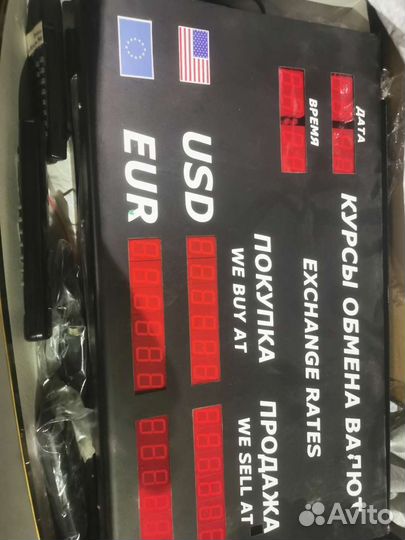 ДАТА
ВРЕМЯ
КУРСЫ ОБМЕНА ВАЛЮТ
EXCHANGE RATES
ПОКУПКА
WE BUY AT
ПРОДАЖА
WE SELL AT
USD
EUR
Avito